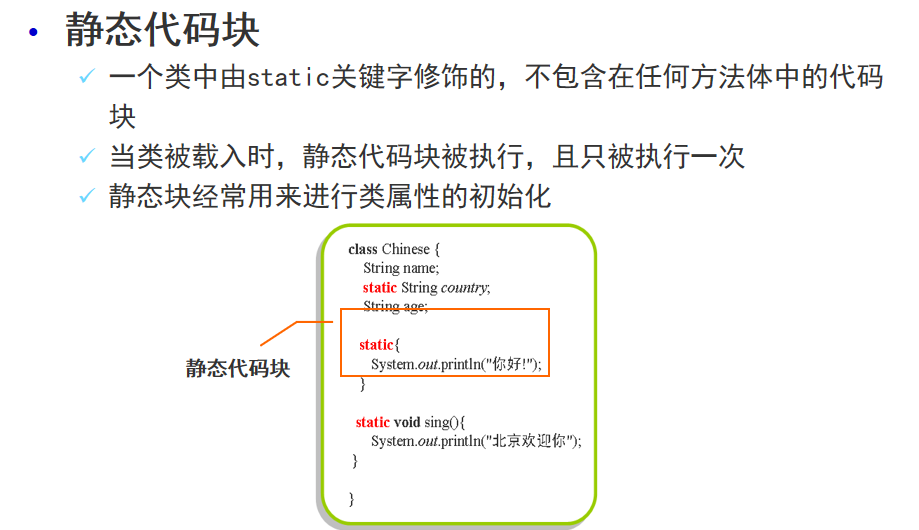 • 静态代码块
✓ 一个类中由static关键字修饰的，不包含在任何方法体中的代码
块
✓ 当类被载入时，静态代码块被执行，且只被执行一次
✓ 静态块经常用来进行类属性的初始化
class Chinese {
String name;
static String country;
String age;
static{
System.out.println("你好!");
}
静态代码块
static void sing(){
System.out.println("北京欢迎你");
}
}